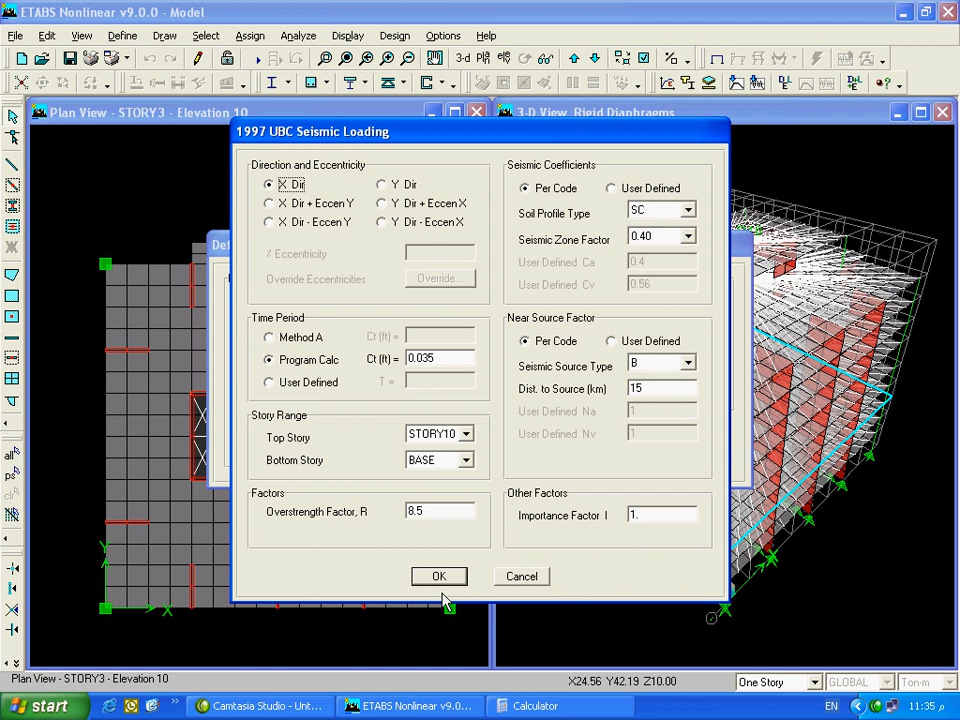 ETABS Nonlinear v9.0.0 - Model
File Edit View Define Draw Select Assign Analyze Display Design Options Help
3-d
Plan View - STORY3 - Elevation 10
3-D View Rigid Diaphragms
1997 UBC Seismic Loading
Direction and Eccentricity
X Dir
Y Dir
X Dir + Eccen Y
Y Dir + Eccen X
X Dir - Eccen Y
Y Dir - Eccen X
% Eccentricity
Override Eccentricities
Override...
Time Period
Method A
Ct (ft) =
Program Calc
Ct (ft) =
0.035
User Defined
T =
Story Range
Top Story
STORY10
Bottom Story
BASE
Factors
Overstrength Factor, R
8.5
Seismic Coefficients
Per Code
User Defined
Soil Profile Type
SC
Seismic Zone Factor
0.40
User Defined Ca
0.4
User Defined Cv
0.56
Near Source Factor
Per Code
User Defined
Seismic Source Type
B
Dist. to Source (km)
15
User Defined Na
1
User Defined Nv
1
Other Factors
Importance Factor I
1.
OK
Cancel
Def
all
ps
clr
Y
X
Plan View - STORY3 - Elevation 10
X24.56 Y42.19 Z10.00
One Story
GLOBAL
Ton-m
start
Camtasia Studio - Unt...
ETABS Nonlinear v9.0....
Calculator
EN
11:35 م